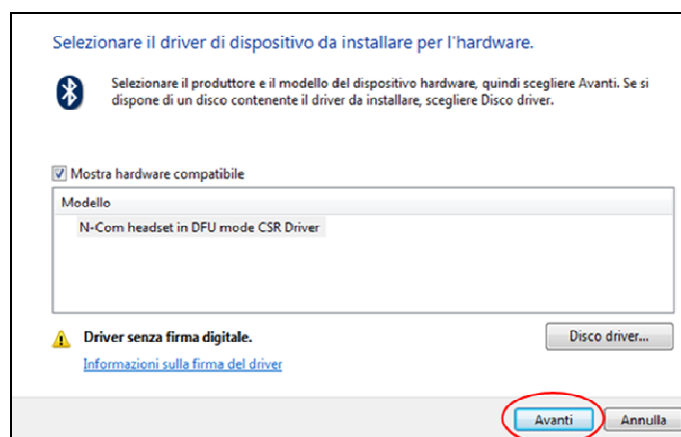 Selezionare il driver di dispositivo da installare per l'hardware.
Selezionare il produttore e il modello del dispositivo hardware, quindi scegliere Avanti. Se si
dispone di un disco contenente il driver da installare, scegliere Disco driver.
Mostra hardware compatibile
Modello
N-Com headset in DFU mode CSR Driver
Driver senza firma digitale.
Disco driver...
Informazioni sulla firma del driver
Avanti
Annulla